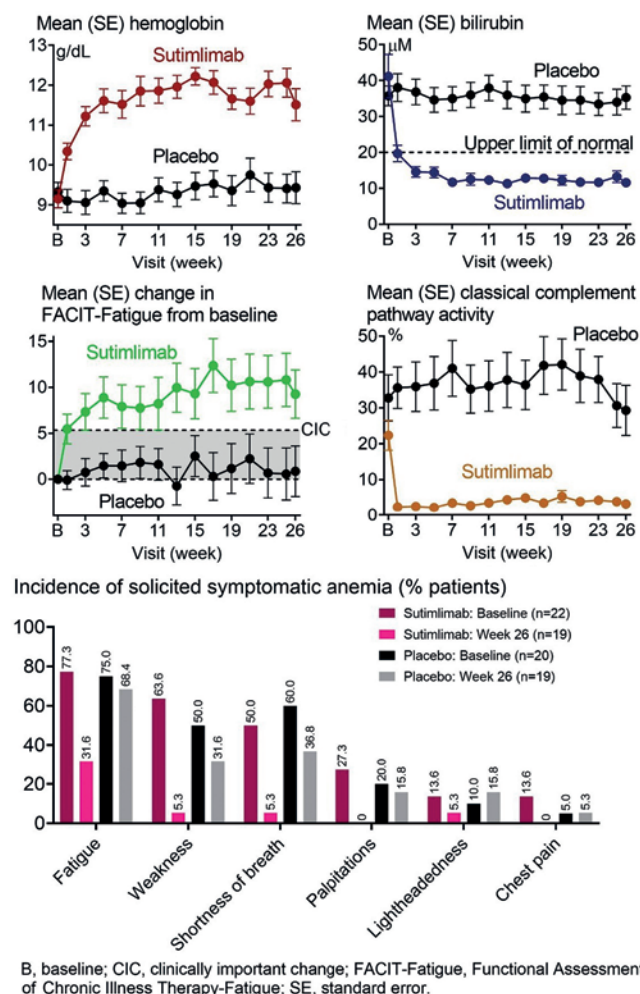 Mean (SE) hemoglobin
g/dL
Sutimlimab
Placebo
13
12
11
10
9
B 3 7 11 15 19 23 26
Visit (week)
Mean (SE) bilirubin
µM
Placebo
Upper limit of normal
Sutimlimab
50
40
30
20
10
0
B 3 7 11 15 19 23 26
Visit (week)
Mean (SE) change in
FACIT-Fatigue from baseline
Sutimlimab
CIC
Placebo
15
10
5
0
B 3 7 11 15 19 23 26
Visit (week)
Mean (SE) classical complement
pathway activity
%
Placebo
Sutimlimab
50
40
30
20
10
0
B 3 7 11 15 19 23 26
Visit (week)
Incidence of solicited symptomatic anemia (% patients)
Sutimlimab: Baseline (n=22)
Sutimlimab: Week 26 (n=19)
Placebo: Baseline (n=20)
Placebo: Week 26 (n=19)
100
80
60
40
20
0
77.3 31.6 75.0 68.4
63.6 5.3 50.0 31.6
50.0 5.3 60.0 36.8
27.3 0 20.0 15.8
13.6 5.3 10.0 15.8
13.6 0 5.0 5.3
Fatigue
Weakness
Shortness of breath
Palpitations
Lightheadedness
Chest pain
B, baseline; CIC, clinically important change; FACIT-Fatigue, Functional Assessment
of Chronic Illness Therapy-Fatigue; SE, standard error.